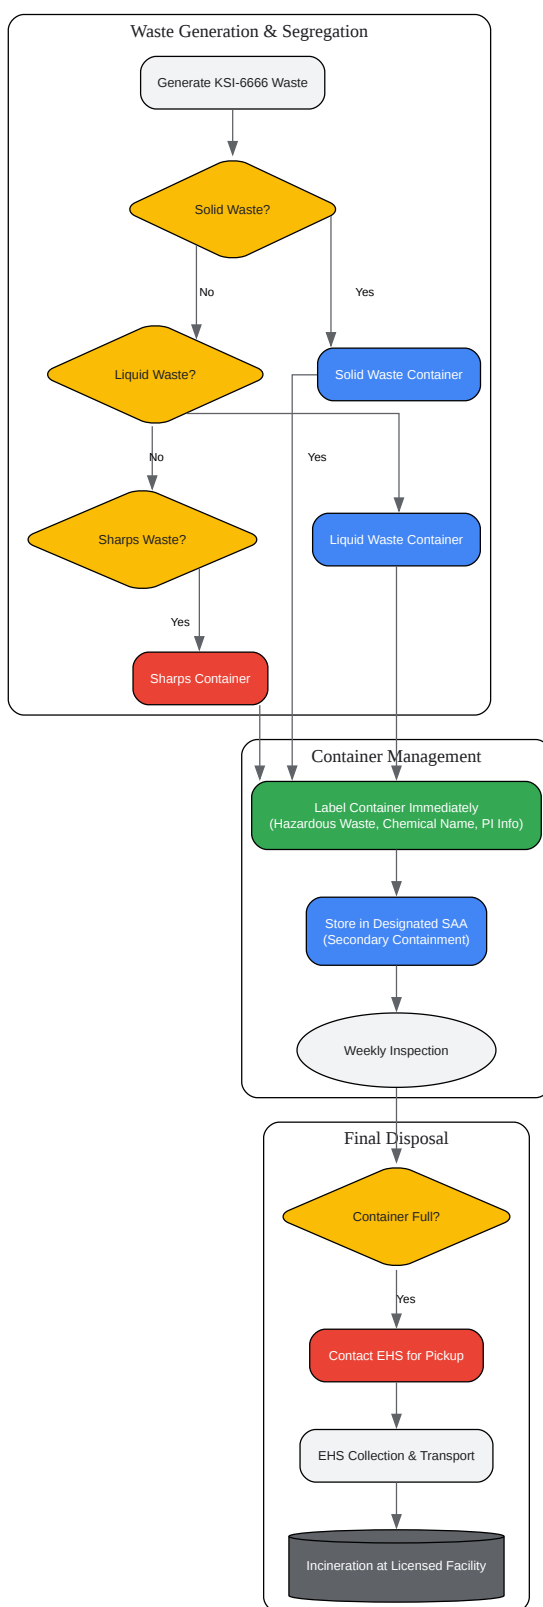 Waste Generation & Segregation
Generate KSI-6666 Waste
Solid Waste?
No
Yes
Liquid Waste?
Solid Waste Container
No
Yes
Sharps Waste?
Liquid Waste Container
Yes
Sharps Container
Container Management
Label Container Immediately
(Hazardous Waste, Chemical Name, PI Info)
Store in Designated SAA
(Secondary Containment)
Weekly Inspection
Final Disposal
Container Full?
Yes
Contact EHS for Pickup
EHS Collection & Transport
Incineration at Licensed Facility